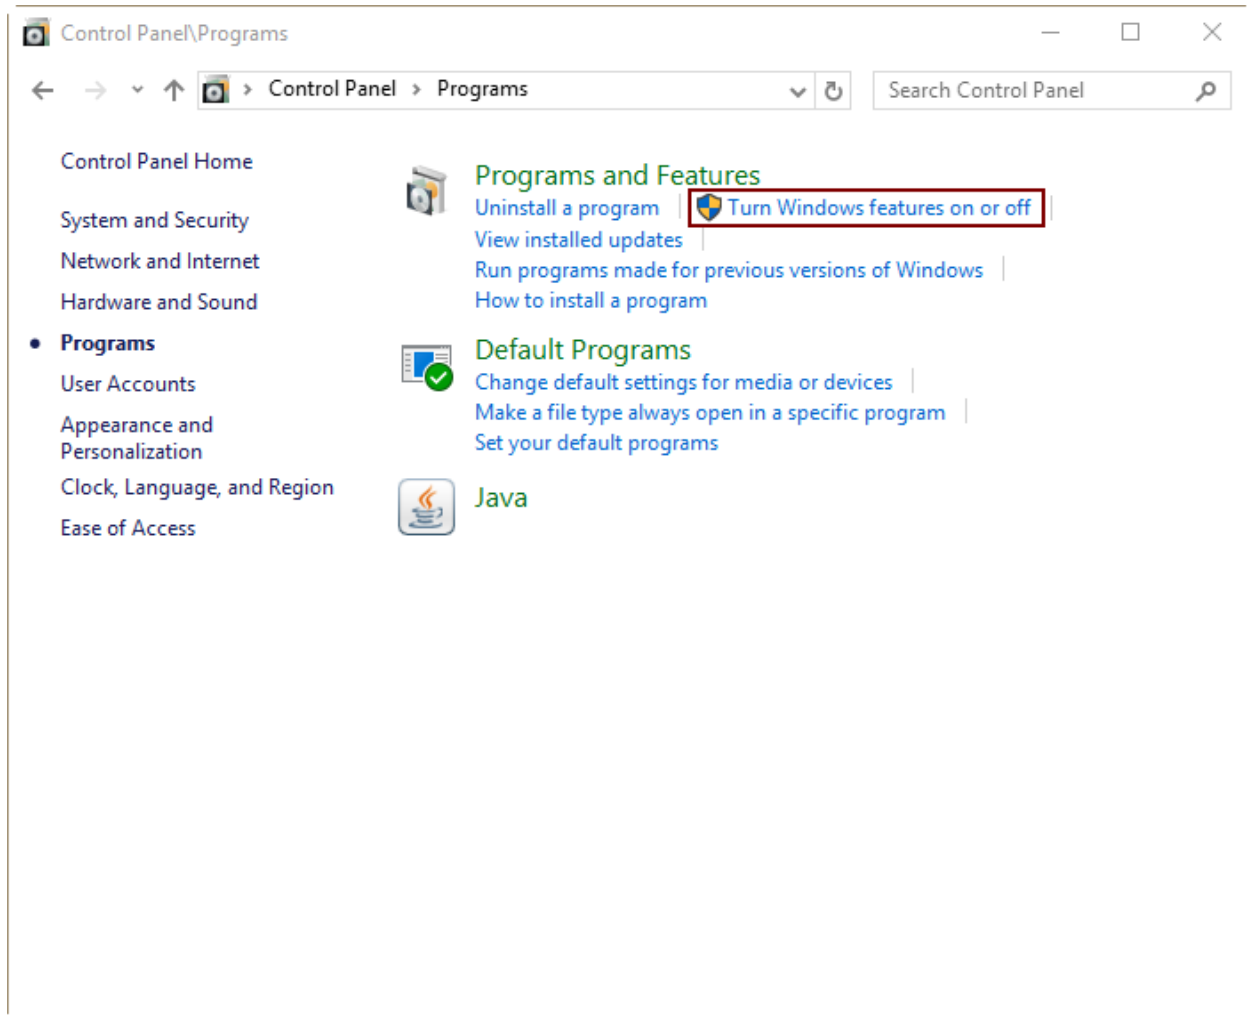 Control Panel\Programs
Control Panel > Programs
Search Control Panel
Control Panel Home
System and Security
Network and Internet
Hardware and Sound
Programs
User Accounts
Appearance and
Personalization
Clock, Language, and Region
Ease of Access
Programs and Features
Uninstall a program
Turn Windows features on or off
View installed updates
Run programs made for previous versions of Windows
How to install a program
Default Programs
Change default settings for media or devices
Make a file type always open in a specific program
Set your default programs
Java